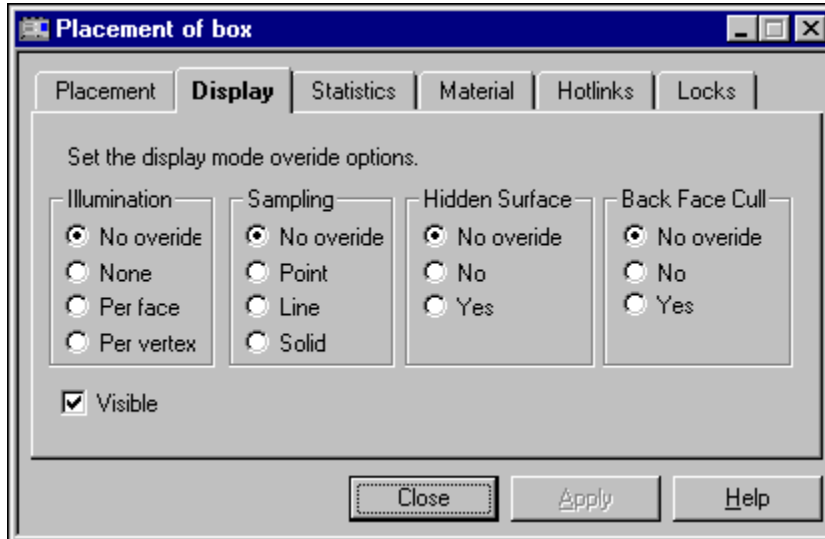 Placement of box
Placement Display Statistics Material Hotlinks Locks
Set the display mode overide options.
Illumination Sampling Hidden Surface Back Face Cull
No overide No overide No overide No overide
None Point No No
Per face Line Yes Yes
Per vertex Solid
Visible
Close Apply Help